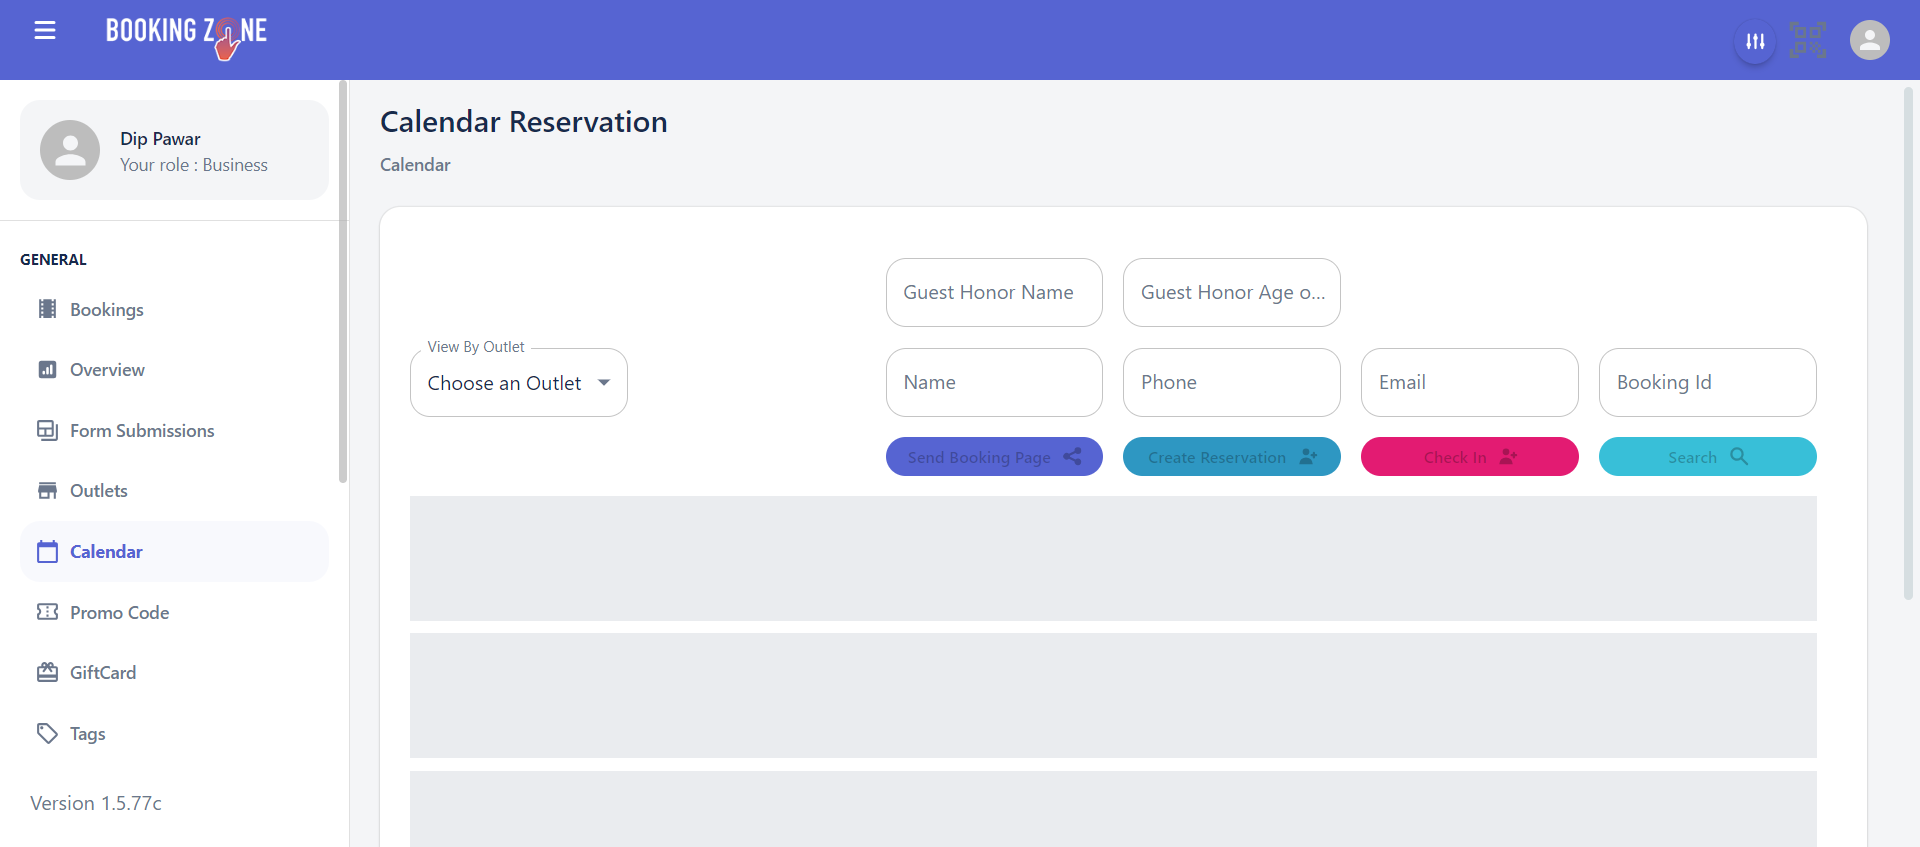 BOOKING ZONE
Dip Pawar
Your role : Business
GENERAL
Bookings
Overview
Form Submissions
Outlets
Calendar
Promo Code
GiftCard
Tags
Version 1.5.77c
Calendar Reservation
Calendar
Guest Honor Name
Guest Honor Age o...
View By Outlet
Choose an Outlet
Name
Phone
Email
Booking Id
Send Booking Page
Create Reservation
Check In
Search